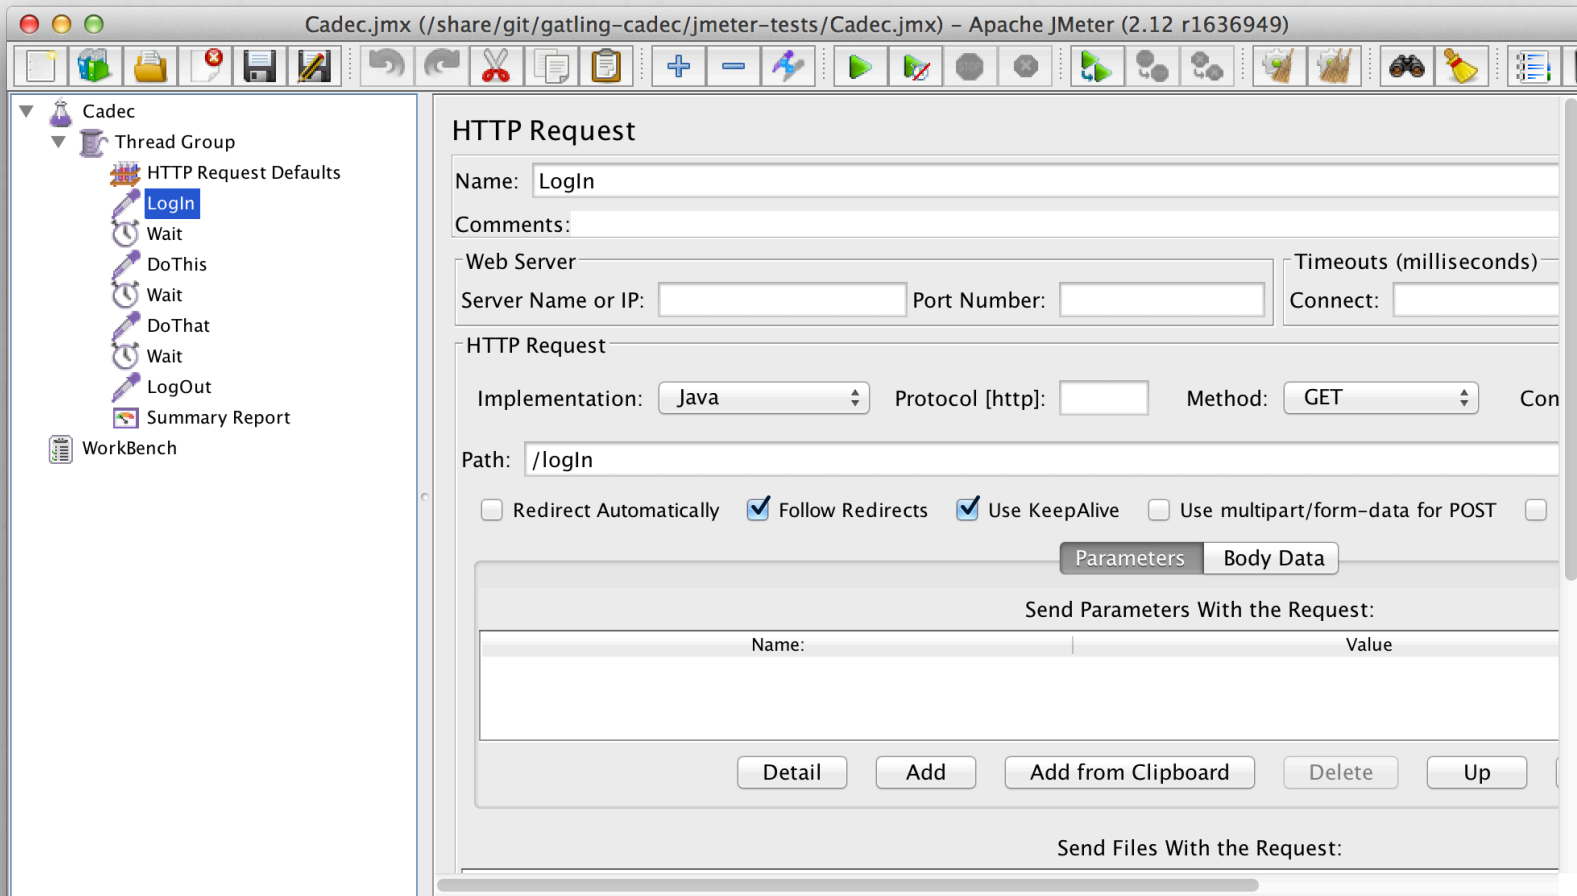 Cadec.jmx (/share/git/gatling-cadec/jmeter-tests/Cadec.jmx) – Apache JMeter (2.12 r1636949)
STOP
Cadec
Thread Group
HTTP Request Defaults
LogIn
Wait
DoThis
Wait
DoThat
Wait
LogOut
Summary Report
WorkBench
HTTP Request
Name: LogIn
Comments:
Web Server
Timeouts (milliseconds)
Server Name or IP: Port Number: Connect:
HTTP Request
Implementation: Java Protocol [http]: Method: GET Con
Path: /logIn
Redirect Automatically Follow Redirects Use KeepAlive Use multipart/form-data for POST
Parameters Body Data
Send Parameters With the Request:
Name: Value
Detail Add Add from Clipboard Delete Up
Send Files With the Request: